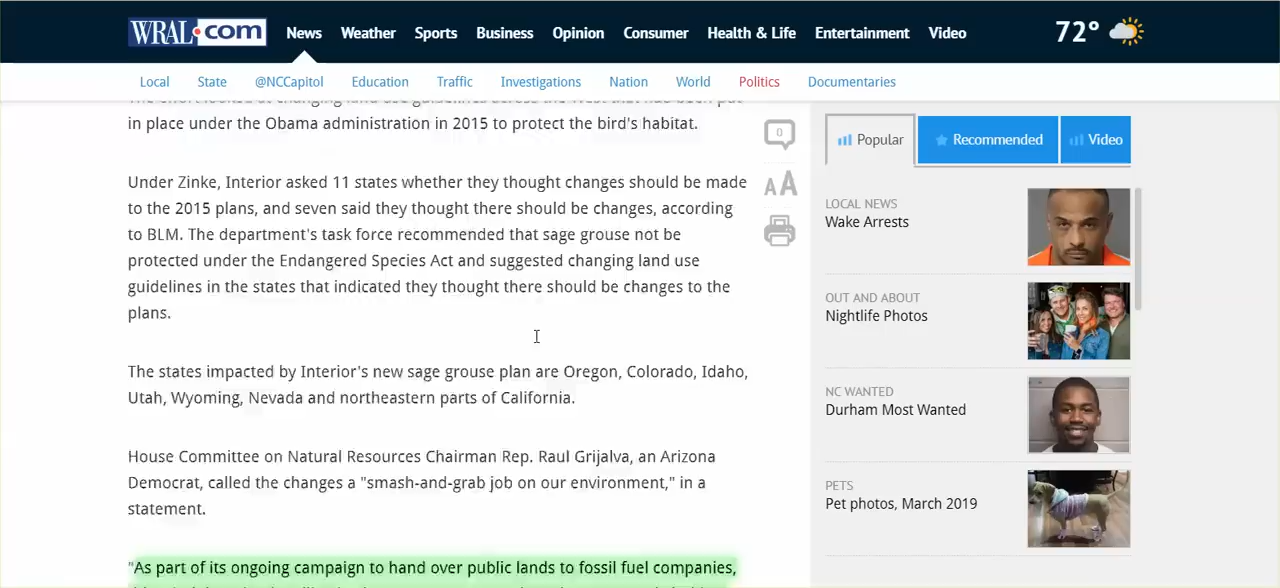 WRAL.com
News Weather Sports Business Opinion Consumer Health & Life Entertainment Video
72°
Local State @NCCapitol Education Traffic Investigations Nation World Politics Documentaries
in place under the Obama administration in 2015 to protect the bird's habitat.
Under Zinke, Interior asked 11 states whether they thought changes should be made
to the 2015 plans, and seven said they thought there should be changes, according
to BLM. The department's task force recommended that sage grouse not be
protected under the Endangered Species Act and suggested changing land use
guidelines in the states that indicated they thought there should be changes to the
plans.
The states impacted by Interior's new sage grouse plan are Oregon, Colorado, Idaho,
Utah, Wyoming, Nevada and northeastern parts of California.
House Committee on Natural Resources Chairman Rep. Raul Grijalva, an Arizona
Democrat, called the changes a "smash-and-grab job on our environment," in a
statement.
"As part of its ongoing campaign to hand over public lands to fossil fuel companies,
0
AA
Popular Recommended Video
LOCAL NEWS
Wake Arrests
OUT AND ABOUT
Nightlife Photos
NC WANTED
Durham Most Wanted
PETS
Pet photos, March 2019